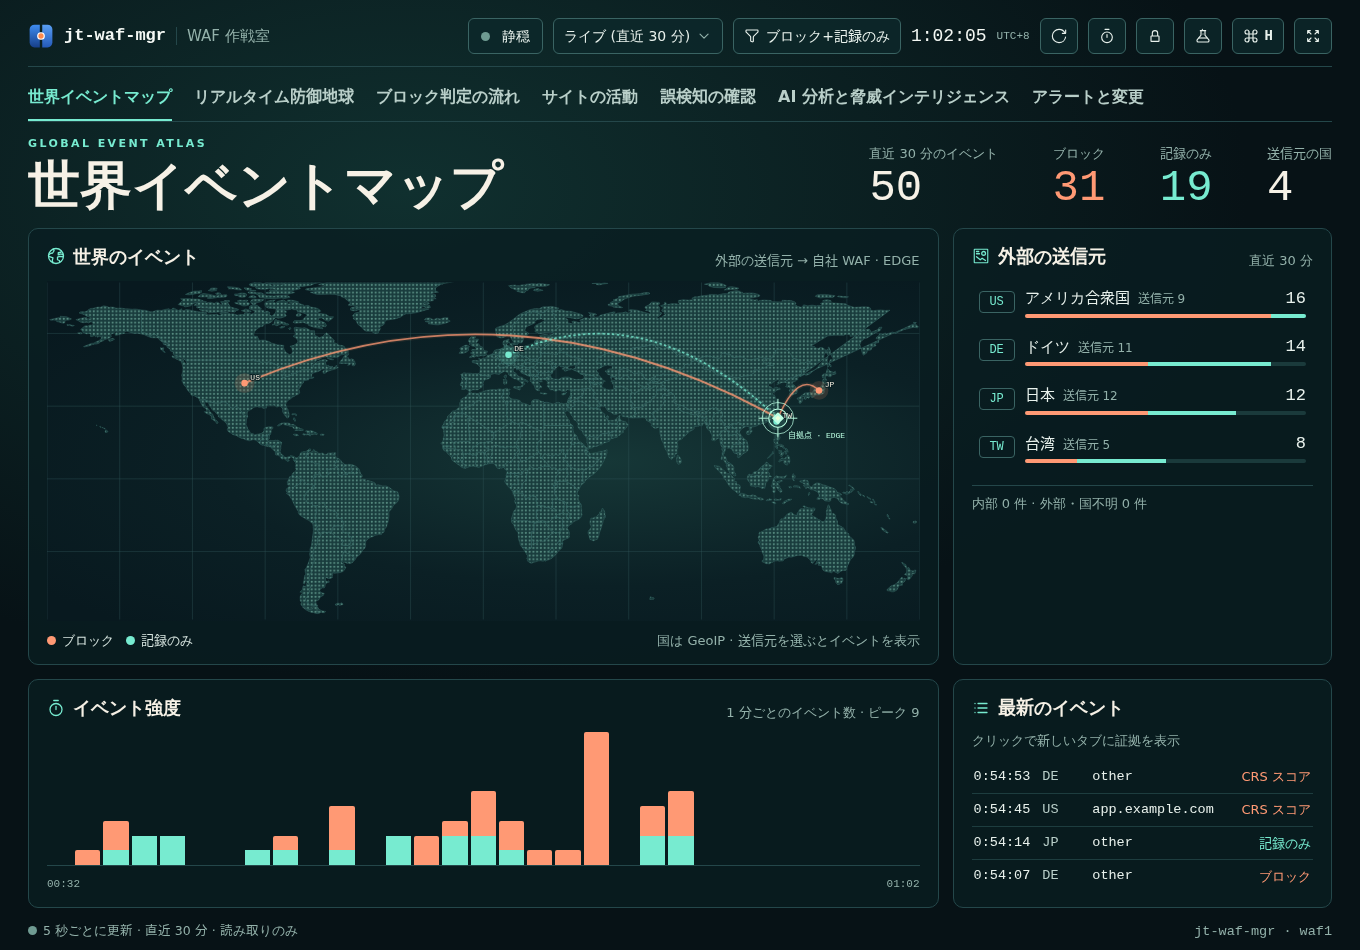 jt-waf-mgr WAF 作戦室 静穏 ライブ (直近 30 分) ブロック+記録のみ 1:02:05 UTC+8 ⌘ H
世界イベントマップ リアルタイム防御地球 ブロック判定の流れ サイトの活動 誤検知の確認 AI 分析と脅威インテリジェンス アラートと変更
GLOBAL EVENT ATLAS
世界イベントマップ
直近 30 分のイベント ブロック 記録のみ 送信元の国
50 31 19 4
世界のイベント 外部の送信元 → 自社 WAF · EDGE
US
DE
JP
自拠点 · EDGE
ブロック 記録のみ 国は GeoIP · 送信元を選ぶとイベントを表示
外部の送信元 直近 30 分
US アメリカ合衆国 送信元 9 16
DE ドイツ 送信元 11 14
JP 日本 送信元 12 12
TW 台湾 送信元 5 8
内部 0 件 · 外部・国不明 0 件
イベント強度 1 分ごとのイベント数 · ピーク 9
00:32 01:02
最新のイベント
クリックで新しいタブに証拠を表示
0:54:53 DE other CRS スコア
0:54:45 US app.example.com CRS スコア
0:54:14 JP other 記録のみ
0:54:07 DE other ブロック
5 秒ごとに更新 · 直近 30 分 · 読み取りのみ jt-waf-mgr · waf1